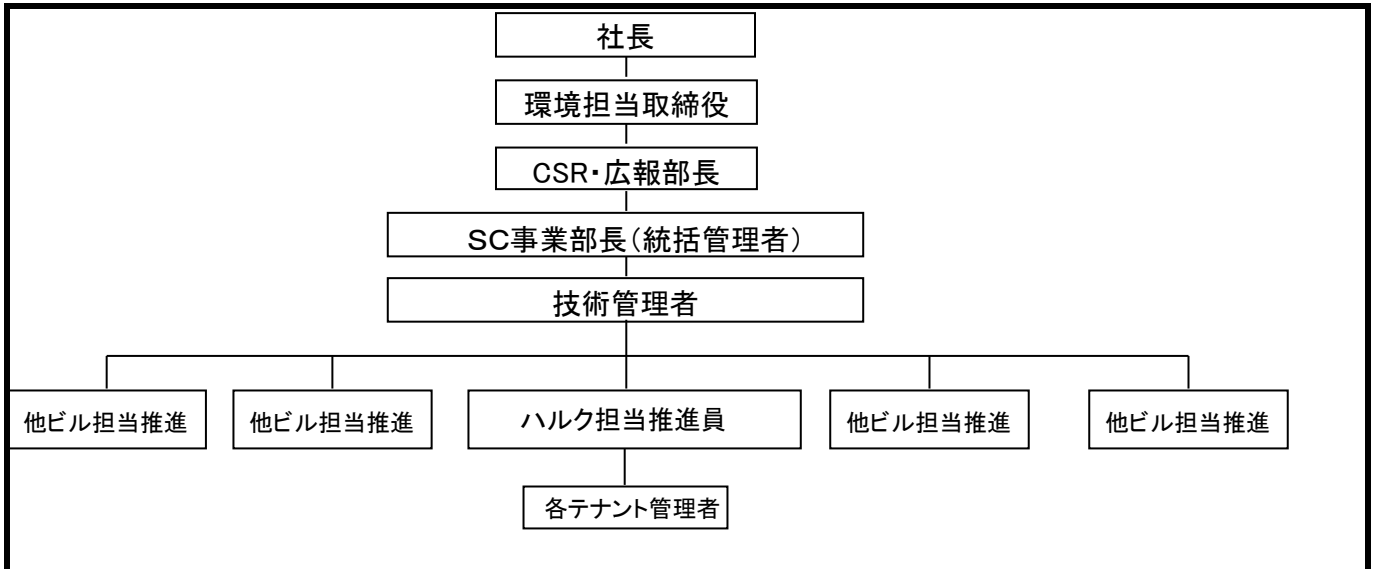 社長
環境担当取締役
CSR・広報部長
SC事業部長(統括管理者)
技術管理者
他ビル担当推進
他ビル担当推進
ハルク担当推進員
他ビル担当推進
他ビル担当推進
各テナント管理者